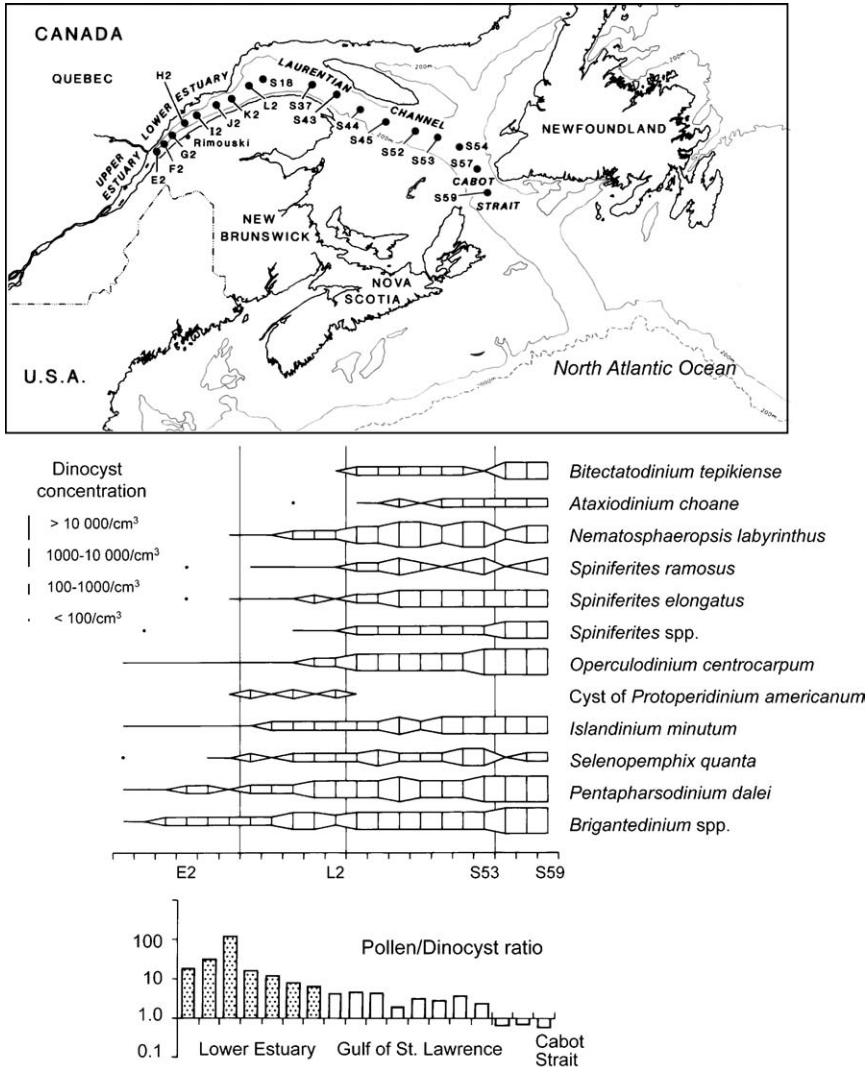 CANADA
QUEBEC
H2
UPPER ESTUARY
LOWER ESTUARY
LAURENTIAN
CHANNEL
200m
S18
L2
K2
J2
I2
Rimouski
G2
F2
E2
S37
S43
S44
S45
200m
S52
S53
S54
S57
CABOT
S59
STRAIT
NEWFOUNDLAND
NEW
BRUNSWICK
NOVA
SCOTIA
U.S.A.
North Atlantic Ocean
200m
200m
Dinocyst
concentration
> 10 000/cm³
1000-10 000/cm³
100-1000/cm³
< 100/cm³
Bitectatodinium tepikiense
Ataxiodinium choane
Nematosphaeropsis labyrinthus
Spiniferites ramosus
Spiniferites elongatus
Spiniferites spp.
Operculodinium centrocarpum
Cyst of Protoperidinium americanum
Islandinium minutum
Selenopemphix quanta
Pentapharsodinium dalei
Brigantedinium spp.
E2 L2 S53 S59
Pollen/Dinocyst ratio
100
10
1.0
0.1
Lower Estuary Gulf of St. Lawrence Cabot
Strait